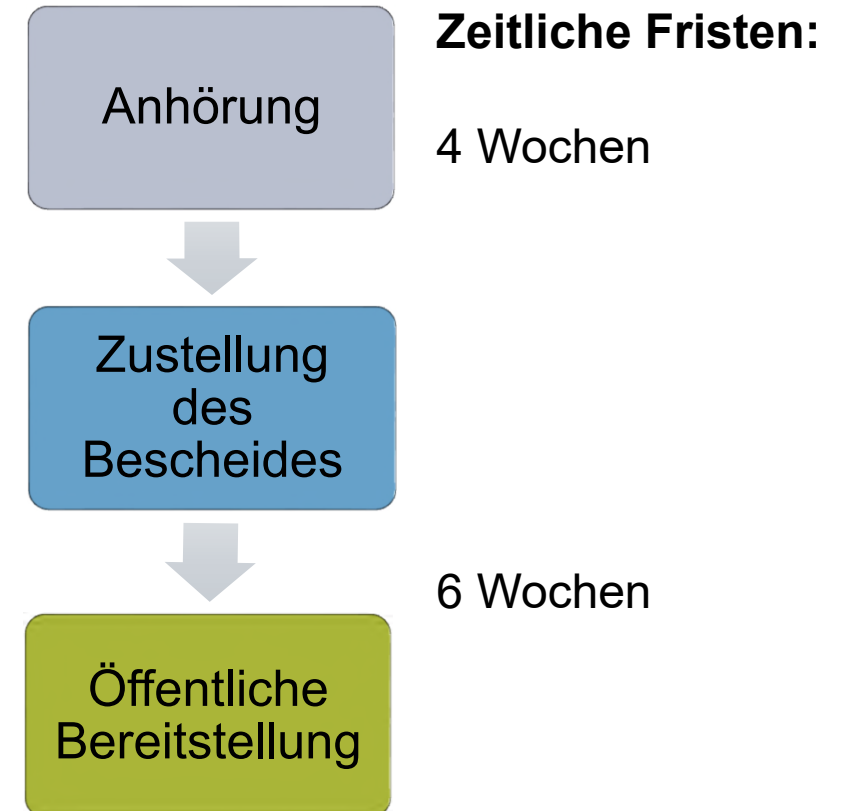 Zeitliche Fristen:
Anhörung
4 Wochen
Zustellung
des
Bescheides
6 Wochen
Öffentliche
Bereitstellung